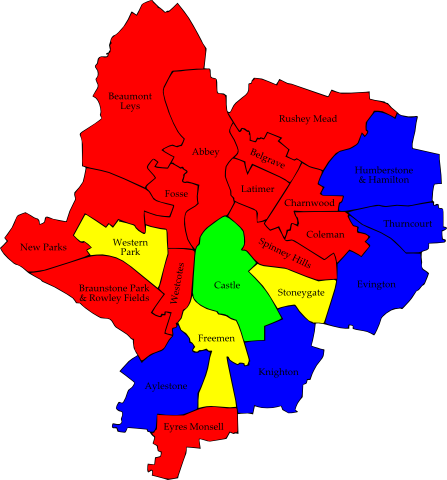 Beaumont
Leys
Rushey Mead
Abbey
Belgrave
Humberstone
& Hamilton
Fosse
Latimer
Charnwood
Thurncourt
Coleman
New Parks
Western
Park
Spinney Hills
Evington
Westcotes
Braunstone Park
& Rowley Fields
Castle
Stoneygate
Freemen
Knighton
Aylestone
Eyres Monsell